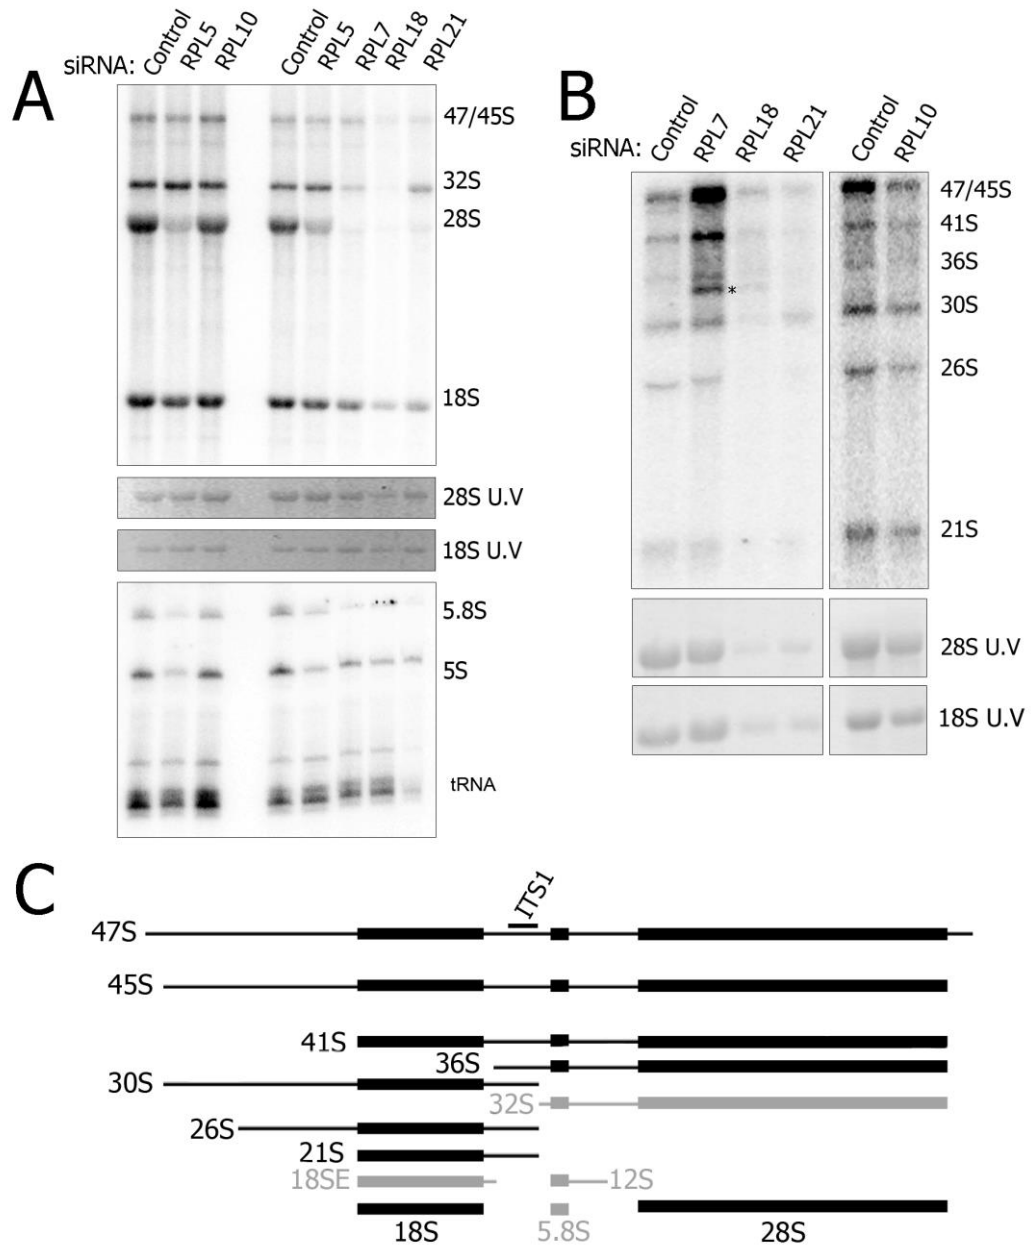 A
siRNA: Control RPL5 RPL10 Control RPL5 RPL7 RPL18 RPL21
47/45S
32S
28S
18S
28S U.V
18S U.V
5.8S
5S
tRNA
B
siRNA: Control RPL7 RPL18 RPL21 Control RPL10
47/45S
41S
36S
*
30S
26S
21S
28S U.V
18S U.V
C
ITS1
47S
45S
41S
36S
30S
32S
26S
21S
18SE 12S
18S 5.8S 28S